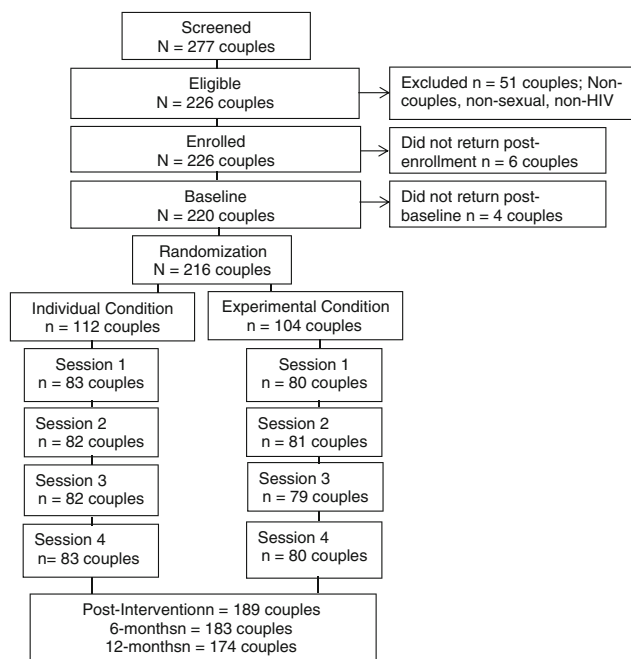 Screened
N = 277 couples
Eligible
N = 226 couples
Excluded n = 51 couples; Non-
couples, non-sexual, non-HIV
Enrolled
N = 226 couples
Did not return post-
enrollment n = 6 couples
Baseline
N = 220 couples
Did not return post-
baseline n = 4 couples
Randomization
N = 216 couples
Individual Condition
n = 112 couples
Experimental Condition
n = 104 couples
Session 1
n = 83 couples
Session 1
n = 80 couples
Session 2
n = 82 couples
Session 2
n = 81 couples
Session 3
n = 82 couples
Session 3
n = 79 couples
Session 4
n= 83 couples
Session 4
n = 80 couples
Post-Interventionn = 189 couples
6-monthsn = 183 couples
12-monthsn = 174 couples